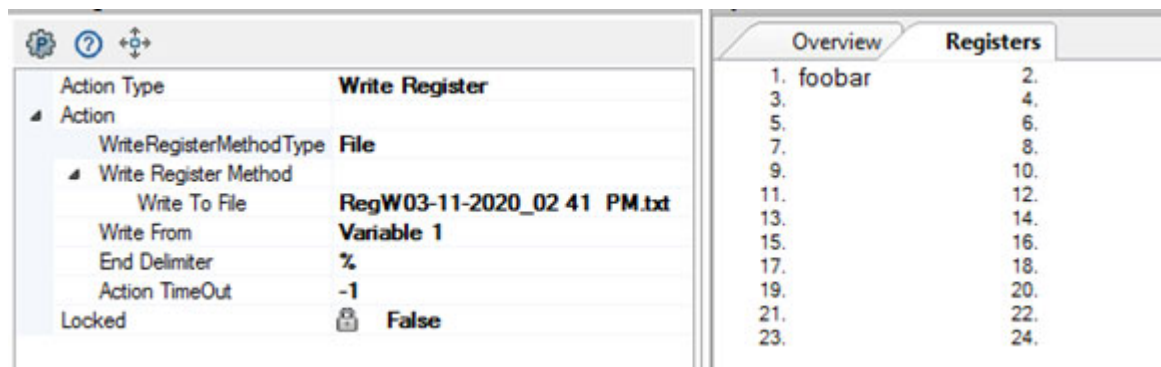 Action Type Write Register
Action
WriteRegisterMethodType File
Write Register Method
Write To File RegW03-11-2020_02 41 PM.txt
Write From Variable 1
End Delimiter %
Action TimeOut -1
Locked False
Overview Registers
1. foobar 2.
3. 4.
5. 6.
7. 8.
9. 10.
11. 12.
13. 14.
15. 16.
17. 18.
19. 20.
21. 22.
23. 24.